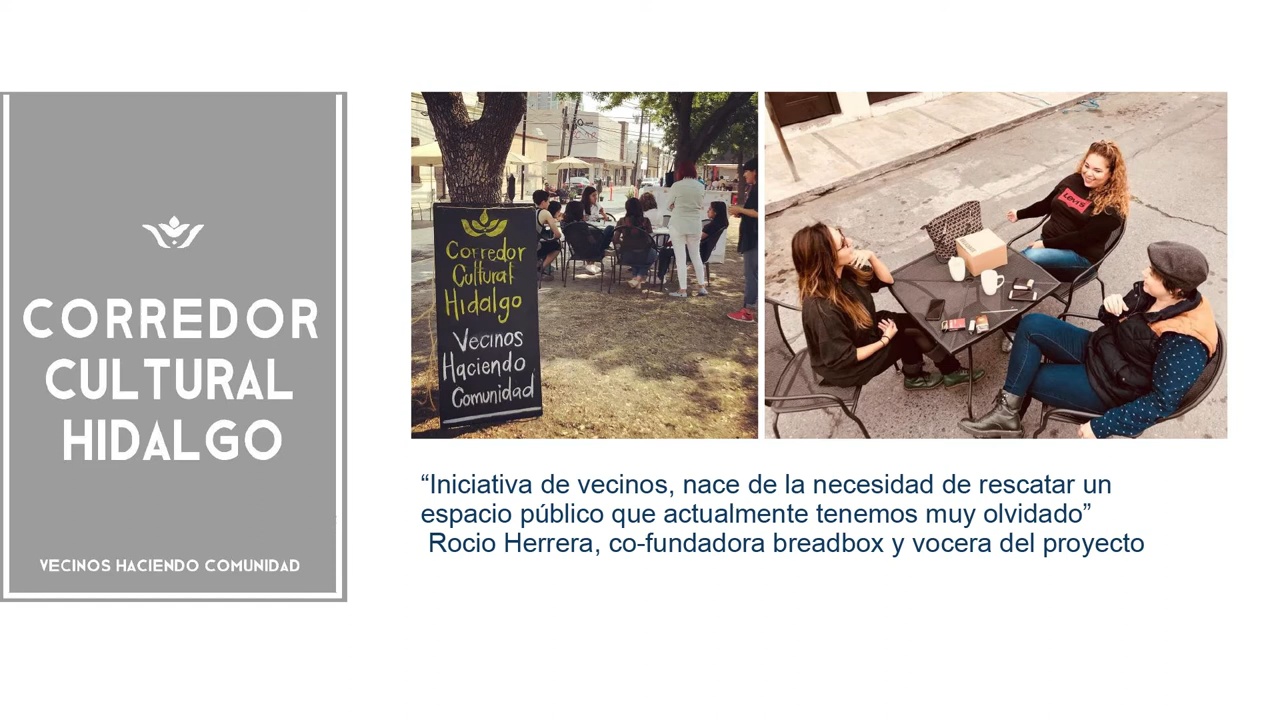 CORREDOR
CULTURAL
HIDALGO
VECINOS HACIENDO COMUNIDAD
Corredor
Cultural
Hidalgo
Vecinos
Haciendo
Comunidad
Levi's
“Iniciativa de vecinos, nace de la necesidad de rescatar un
espacio público que actualmente tenemos muy olvidado”
Rocio Herrera, co-fundadora breadbox y vocera del proyecto